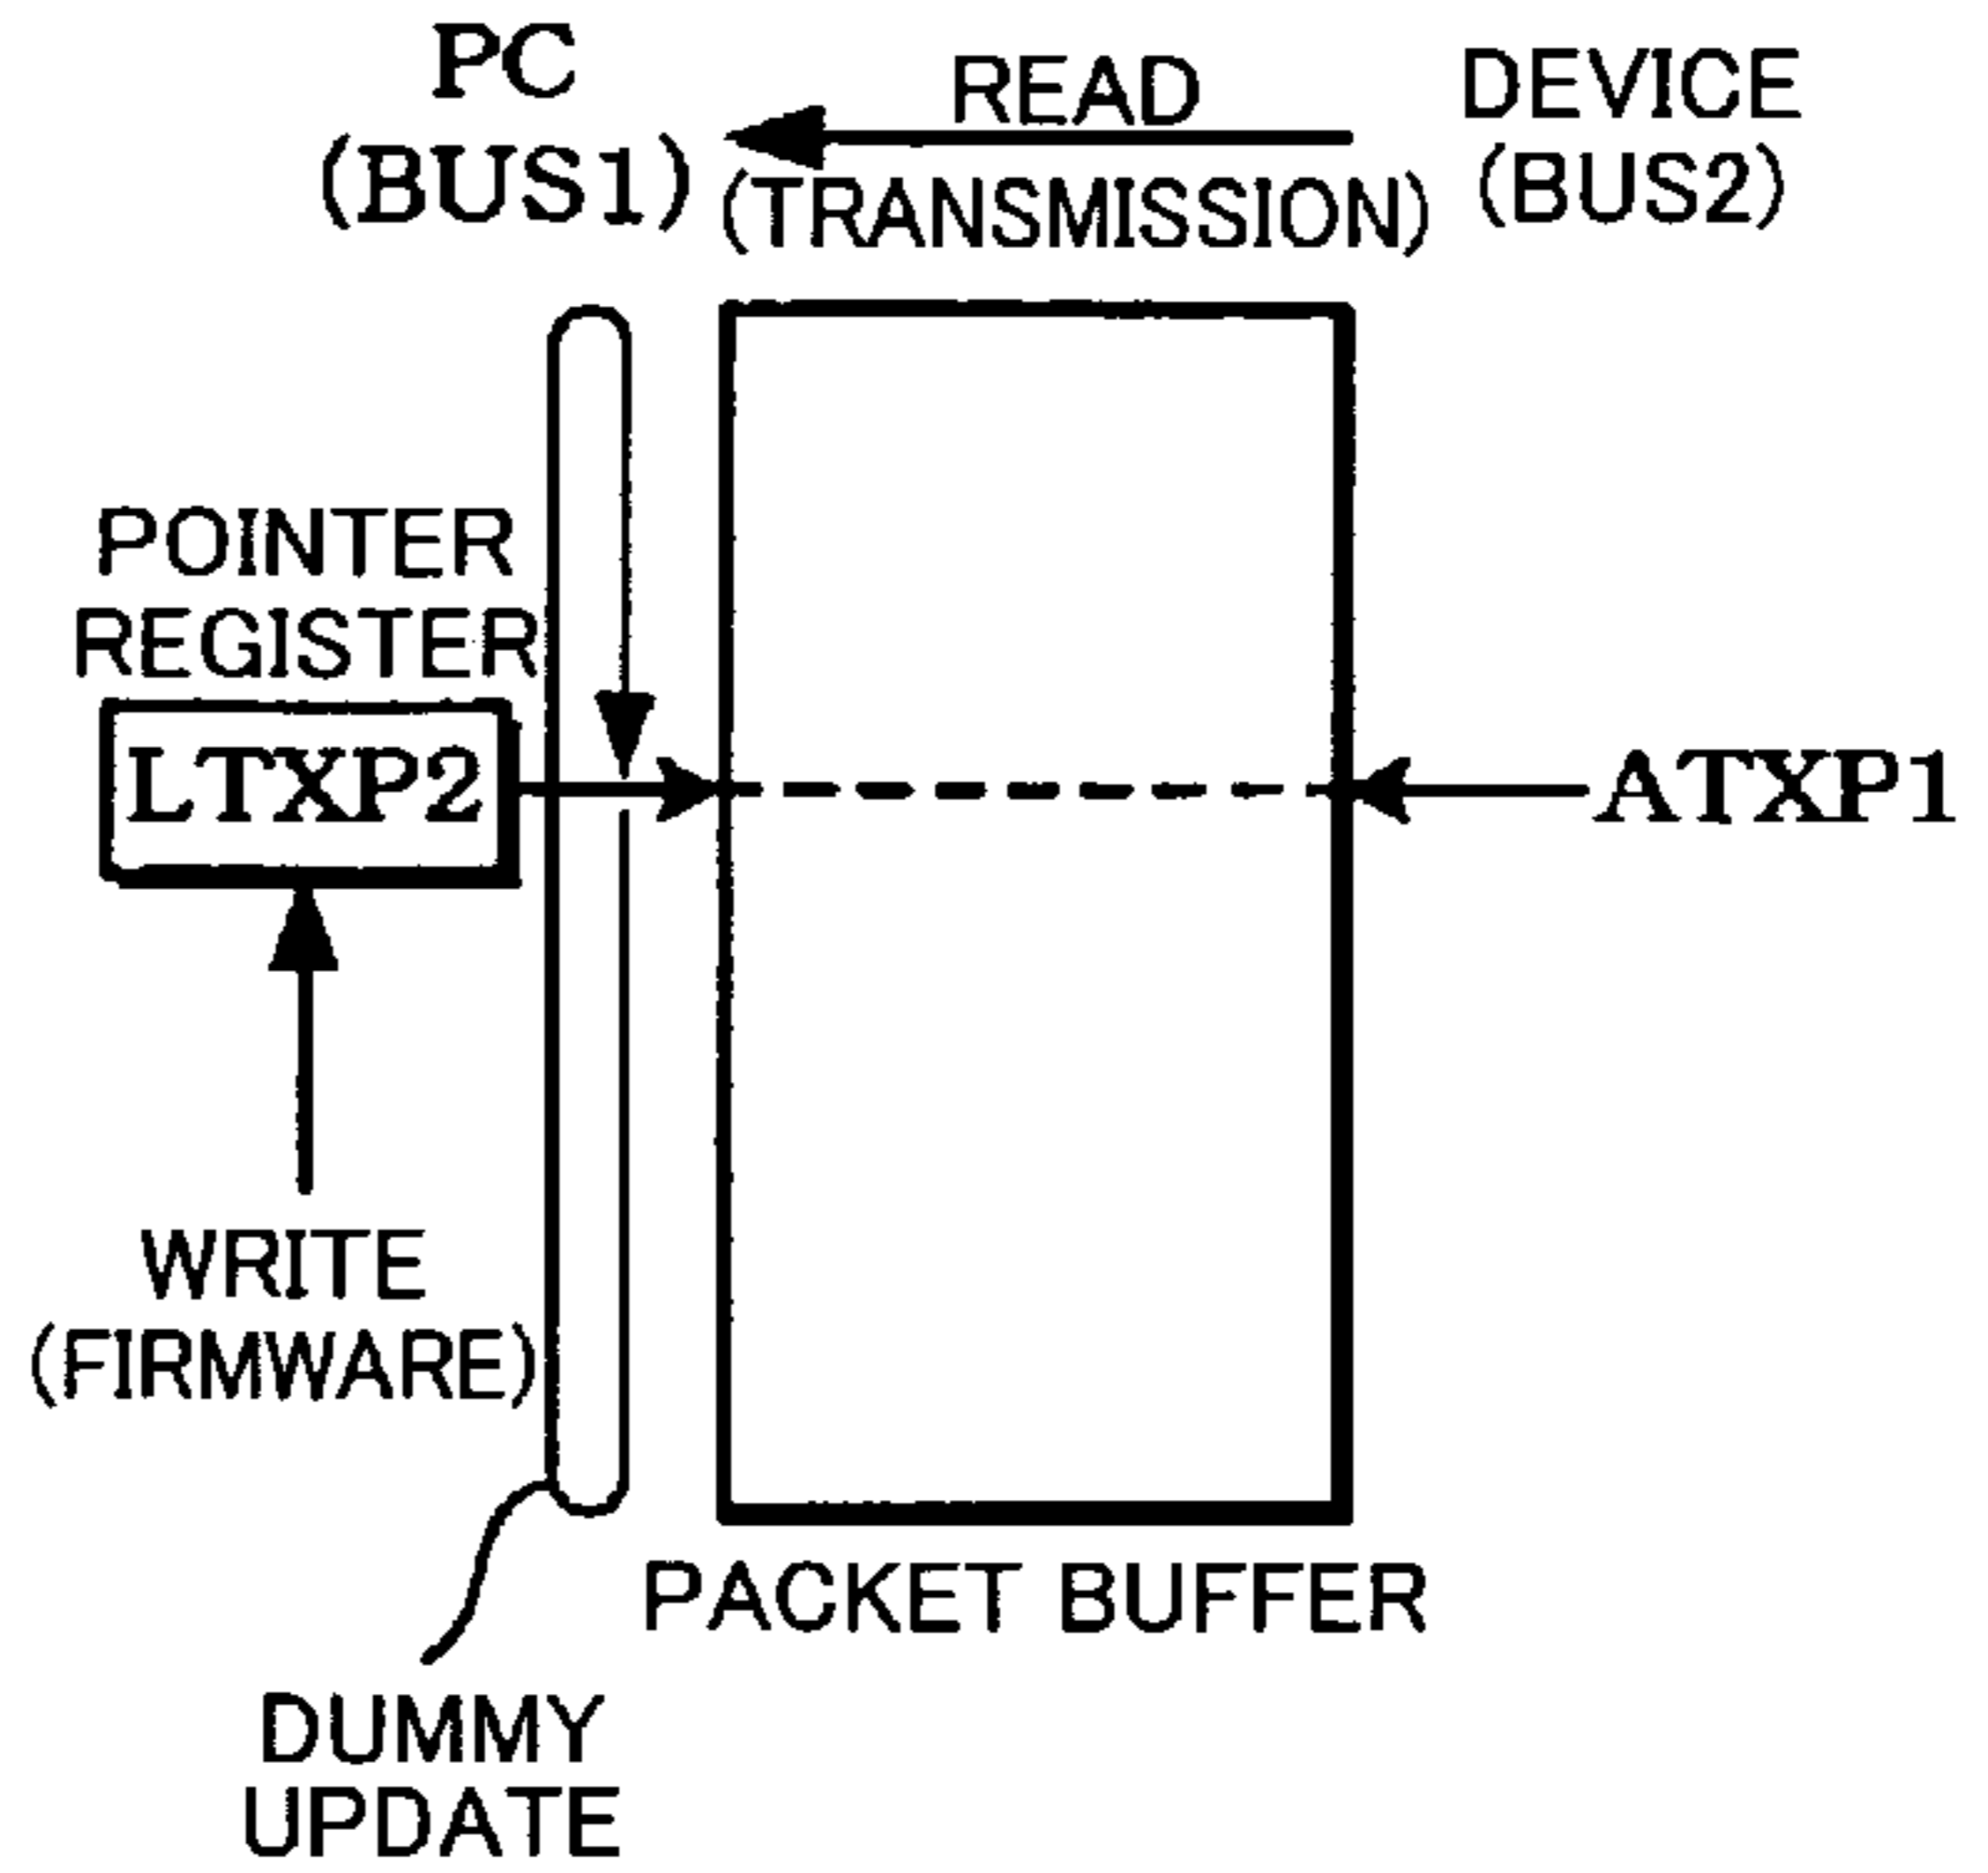 PC
(BUS1)
READ
(TRANSMISSION)
DEVICE
(BUS2)
POINTER
REGISTER
LTXP2
ATXP1
WRITE
(FIRMWARE)
PACKET BUFFER
DUMMY
UPDATE